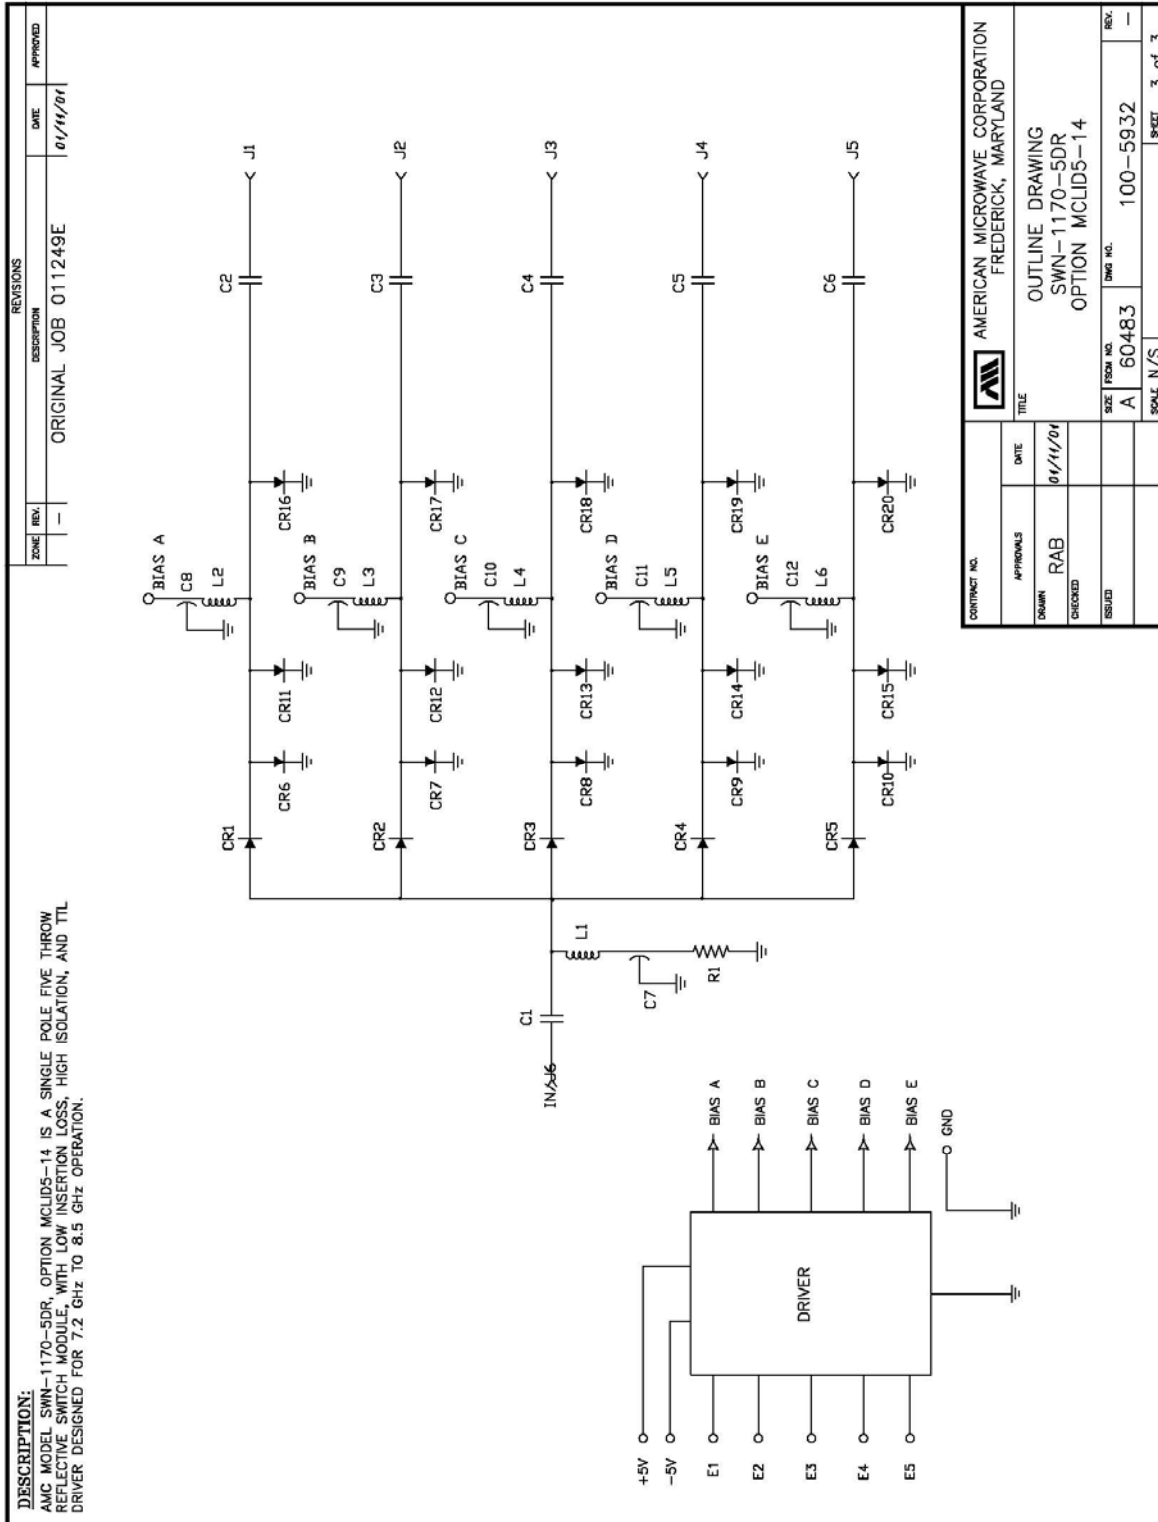 DESCRIPTION:
AMC MODEL SWN-1170-5DR, OPTION MCLID5-14 IS A SINGLE POLE FIVE THROW
REFLECTIVE SWITCH MODULE, WITH LOW INSERTION LOSS, HIGH ISOLATION, AND TTL
DRIVER DESIGNED FOR 7.2 GHz TO 8.5 GHz OPERATION.
REVISIONS
ZONE REV. DESCRIPTION DATE APPROVED
— ORIGINAL JOB 011249E 01/11/01
BIAS A
C8
L2
CR1
CR6
CR11
CR16
C2
J1
BIAS B
C9
L3
CR2
CR7
CR12
CR17
C3
J2
BIAS C
C10
L4
CR3
CR8
CR13
CR18
C4
J3
BIAS D
C11
L5
CR4
CR9
CR14
CR19
C5
J4
BIAS E
C12
L6
CR5
CR10
CR15
CR20
C6
J5
IN/J6
C1
L1
C7
R1
+5V
-5V
E1
E2
E3
E4
E5
DRIVER
BIAS A
BIAS B
BIAS C
BIAS D
BIAS E
GND
CONTRACT NO.
APPROVALS DATE
DRAWN RAB 01/11/01
CHECKED
ISSUED
AMERICAN MICROWAVE CORPORATION
FREDERICK, MARYLAND
TITLE
OUTLINE DRAWING
SWN-1170-5DR
OPTION MCLID5-14
SIZE FSCM NO. DWG NO. REV.
A 60483 100-5932 —
SCALE N/S SHEET 3 of 3